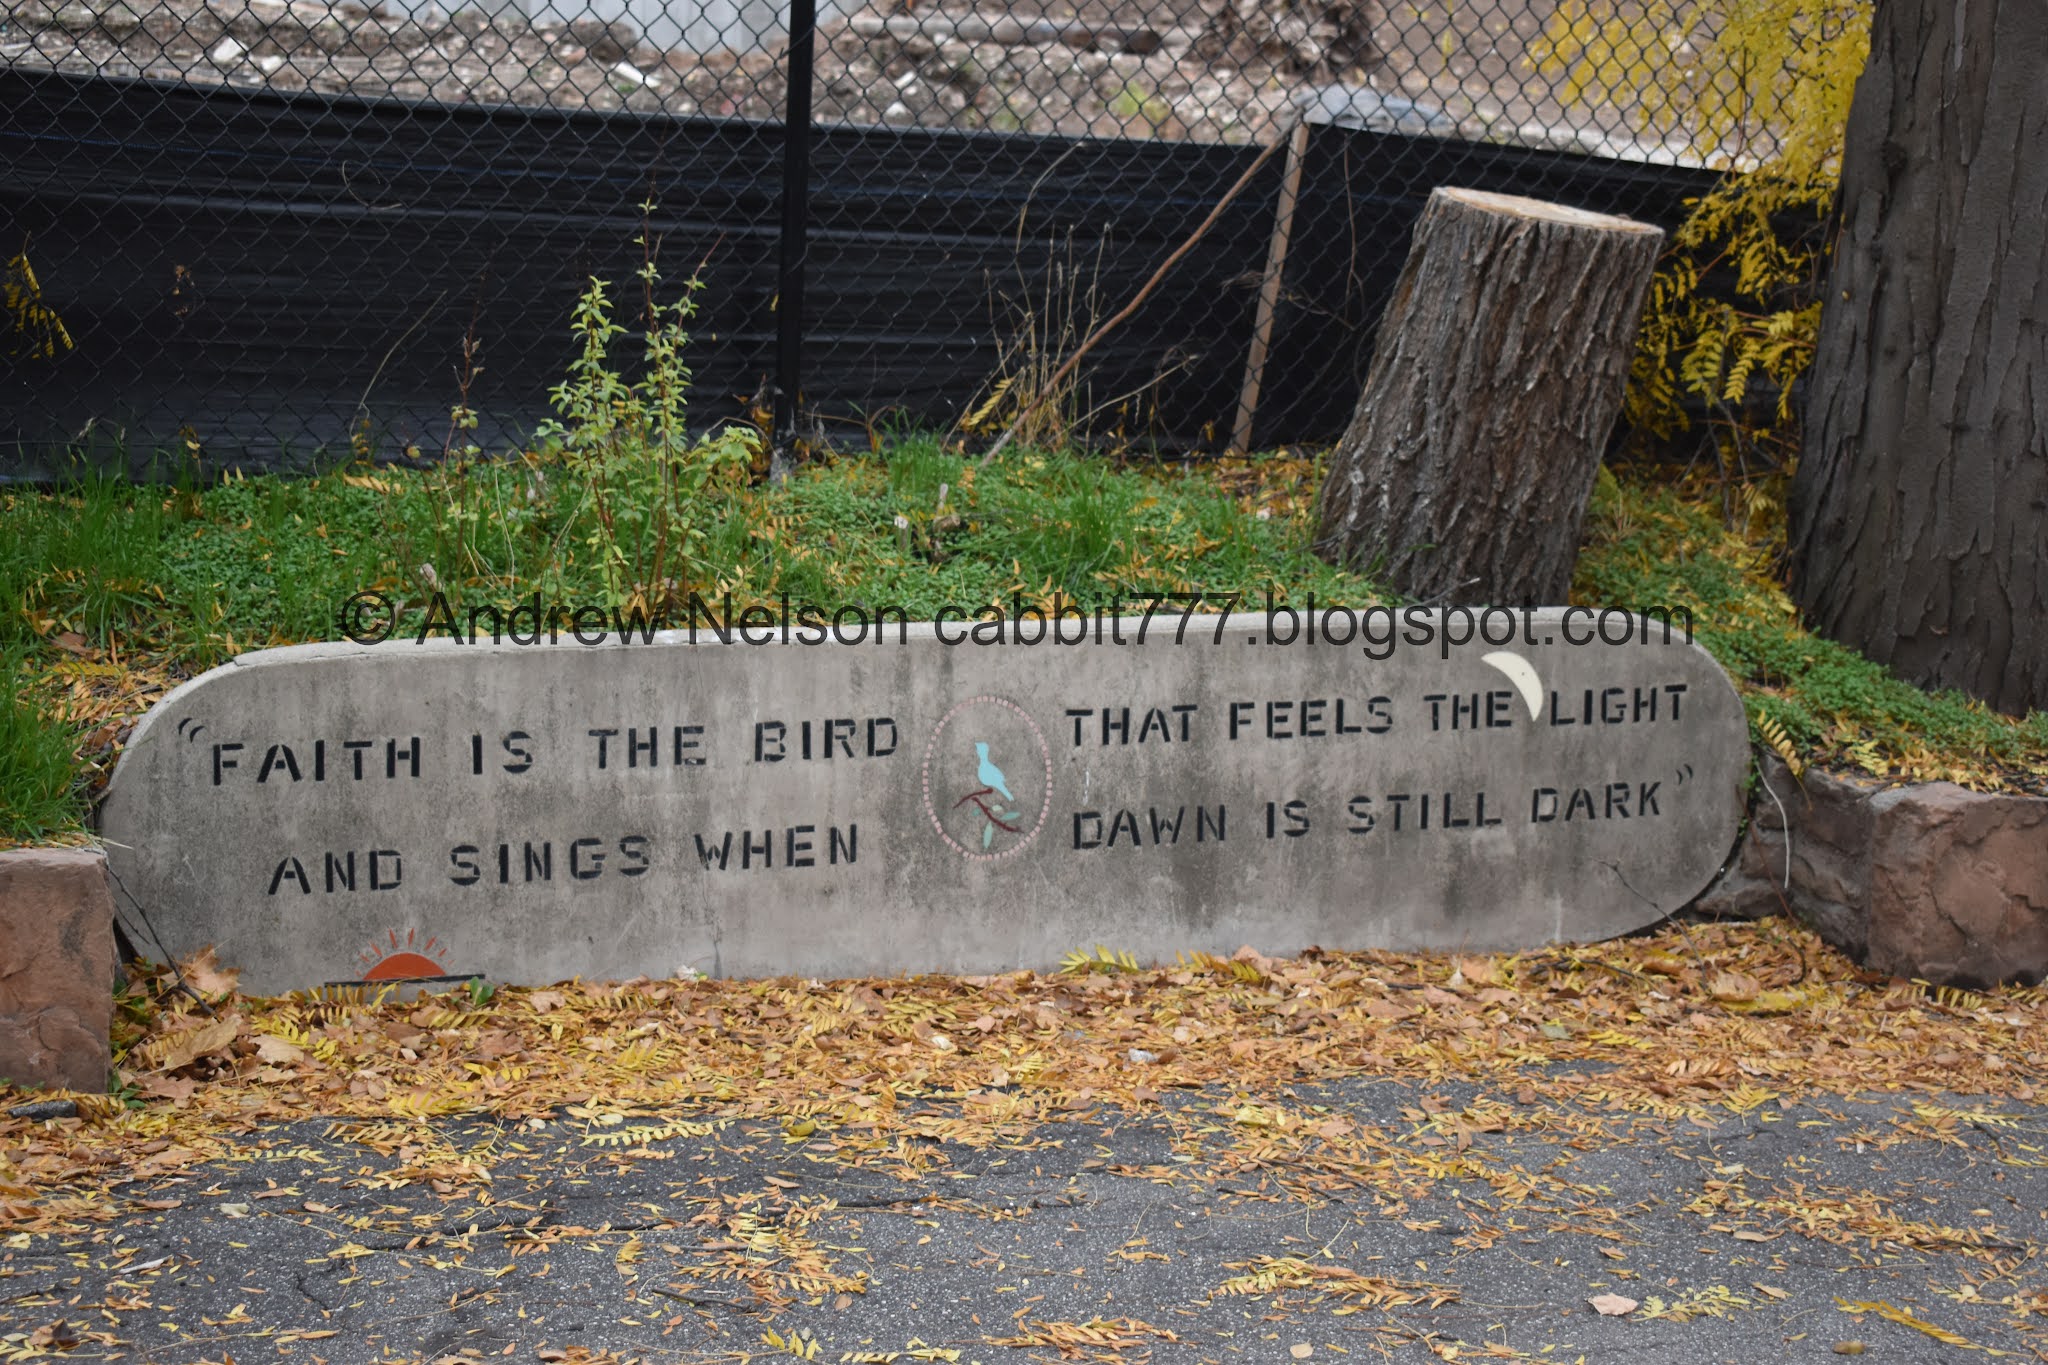 © Andrew Nelson cabbit777.blogspot.com
“FAITH IS THE BIRD THAT FEELS THE LIGHT
AND SINGS WHEN DAWN IS STILL DARK”